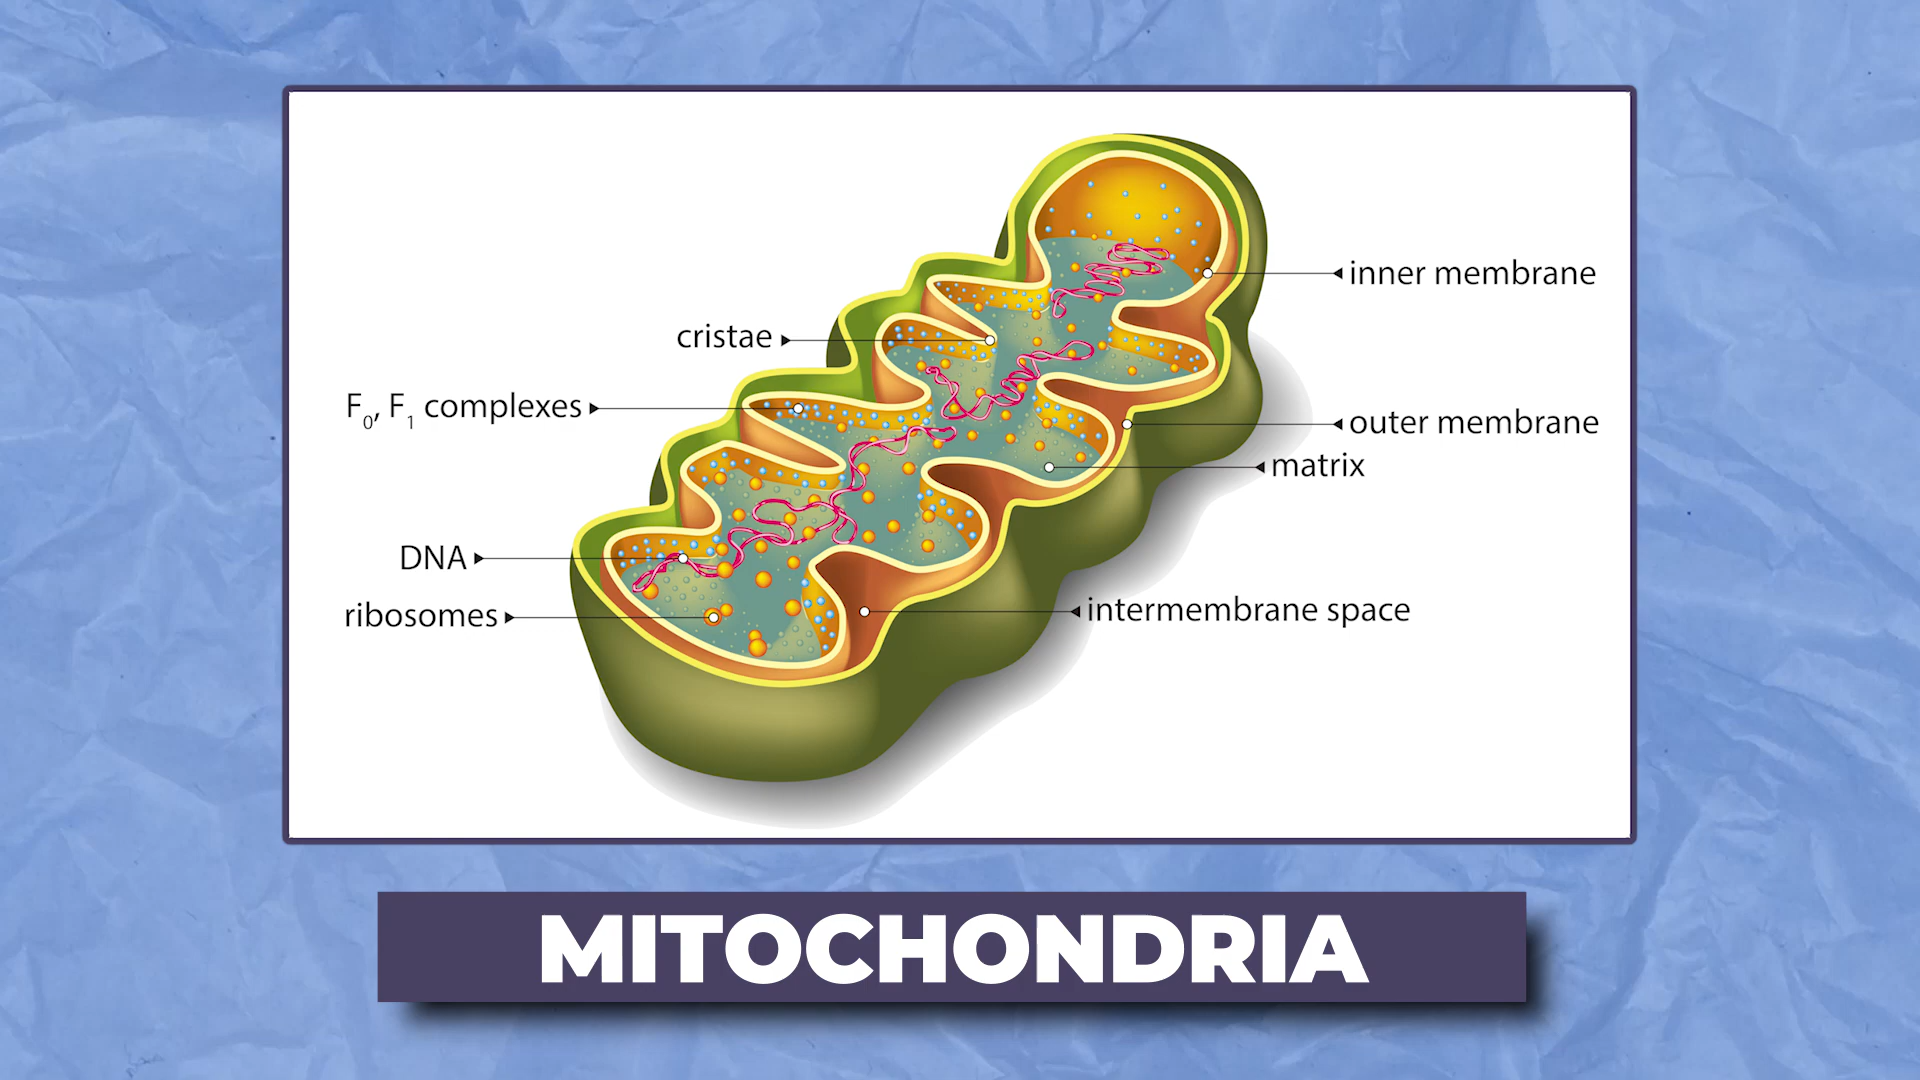 inner membrane
cristae
F₀, F₁ complexes
outer membrane
matrix
DNA
ribosomes
intermembrane space
MITOCHONDRIA